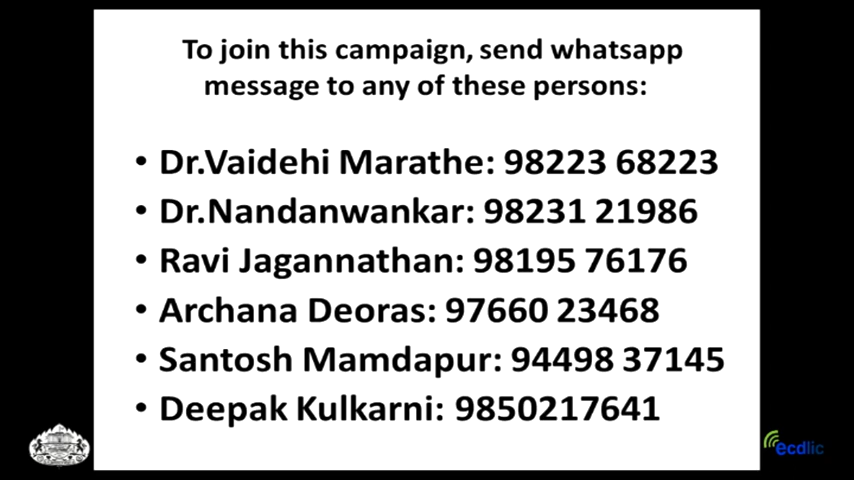 To join this campaign, send whatsapp
message to any of these persons:
• Dr.Vaidehi Marathe: 98223 68223
• Dr.Nandanwankar: 98231 21986
• Ravi Jagannathan: 98195 76176
• Archana Deoras: 97660 23468
• Santosh Mamdapur: 94498 37145
• Deepak Kulkarni: 9850217641
ecdlic